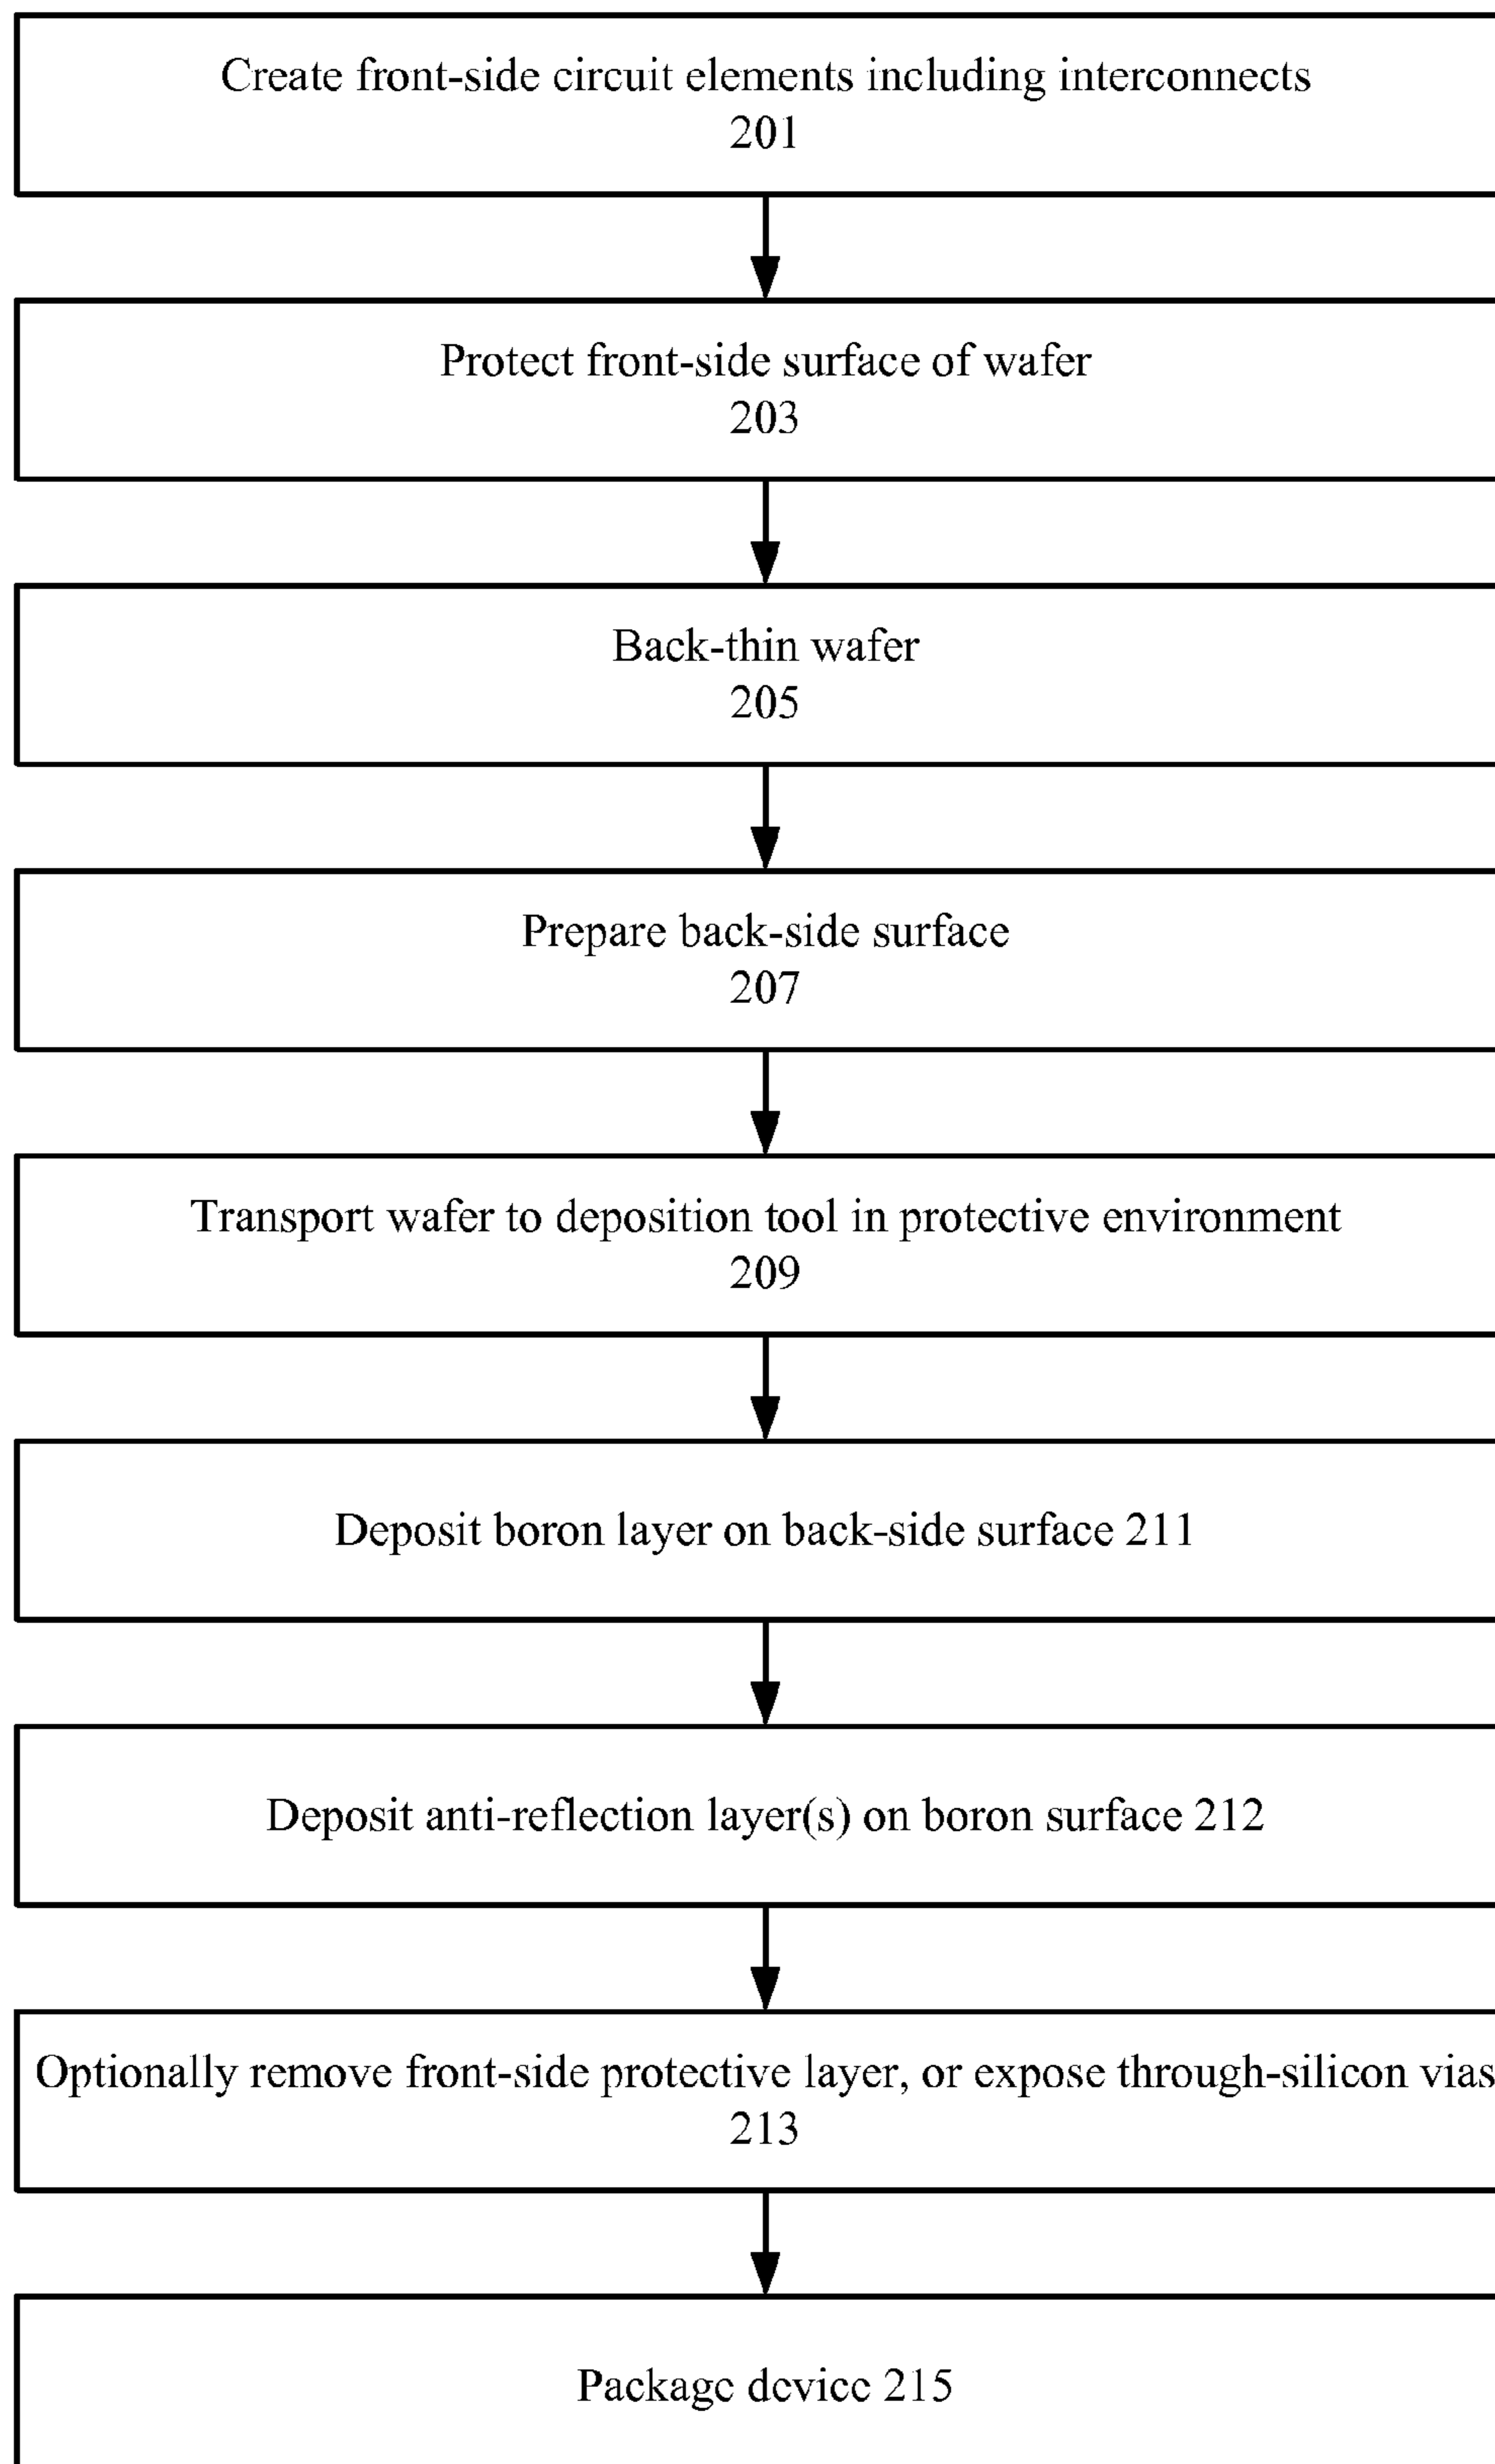 Create front-side circuit elements including interconnects
201
Protect front-side surface of wafer
203
Back-thin wafer
205
Prepare back-side surface
207
Transport wafer to deposition tool in protective environment
209
Deposit boron layer on back-side surface 211
Deposit anti-reflection layer(s) on boron surface 212
Optionally remove front-side protective layer, or expose through-silicon vias
213
Package device 215